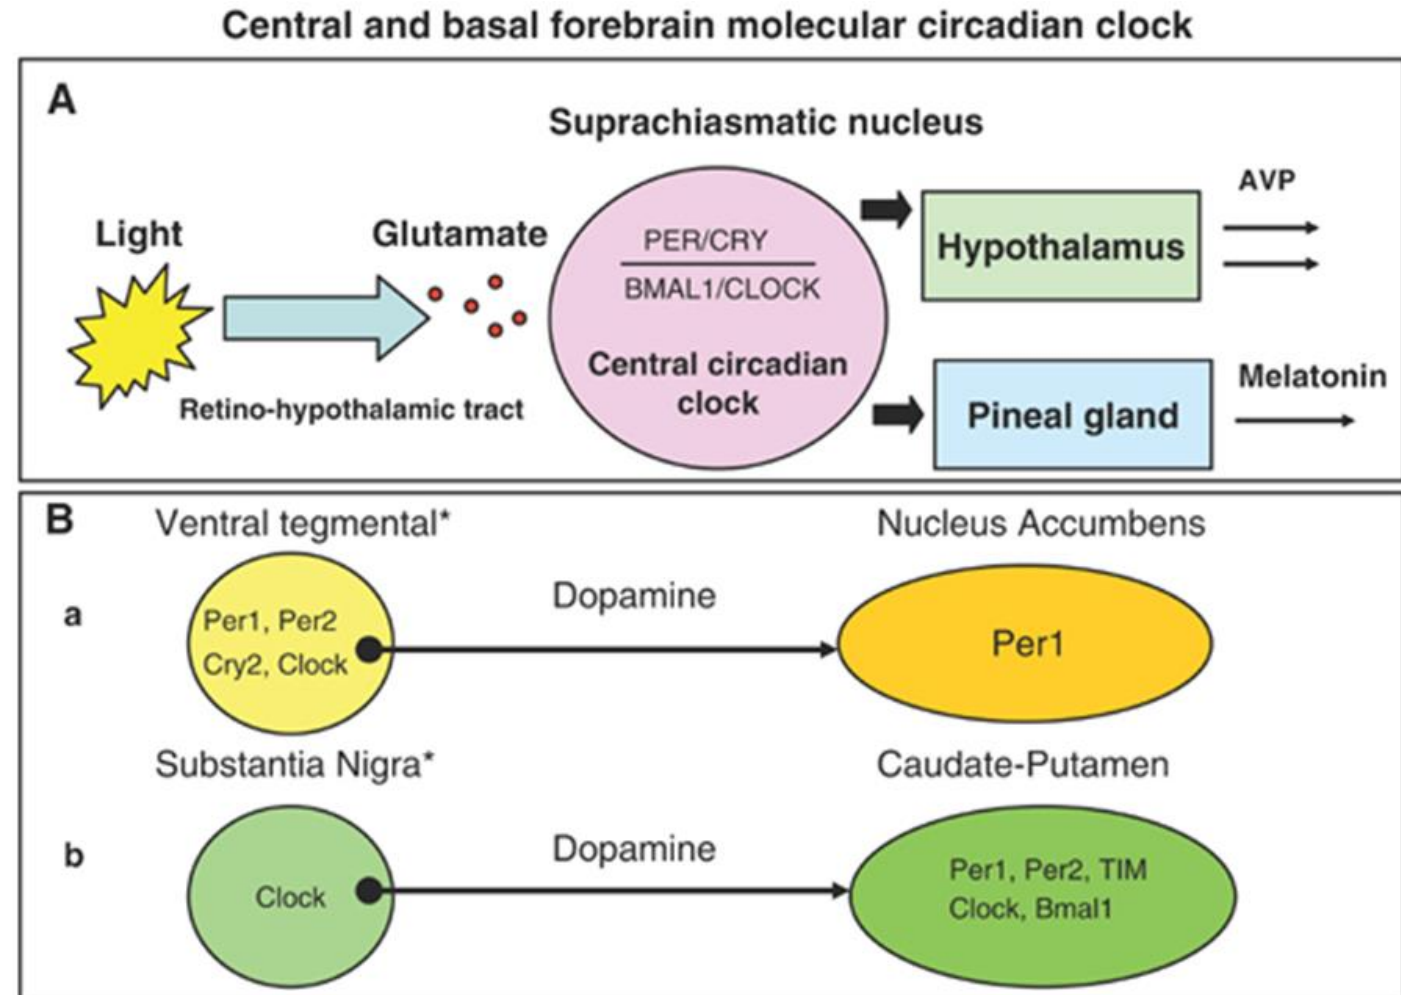 Central and basal forebrain molecular circadian clock
A
Suprachiasmatic nucleus
Light
Glutamate
Retino-hypothalamic tract
PER/CRY
BMAL1/CLOCK
Central circadian
clock
Hypothalamus
AVP
Pineal gland
Melatonin
B
a
Ventral tegmental*
Per1, Per2
Cry2, Clock
Dopamine
Nucleus Accumbens
Per1
b
Substantia Nigra*
Clock
Dopamine
Caudate-Putamen
Per1, Per2, TIM
Clock, Bmal1